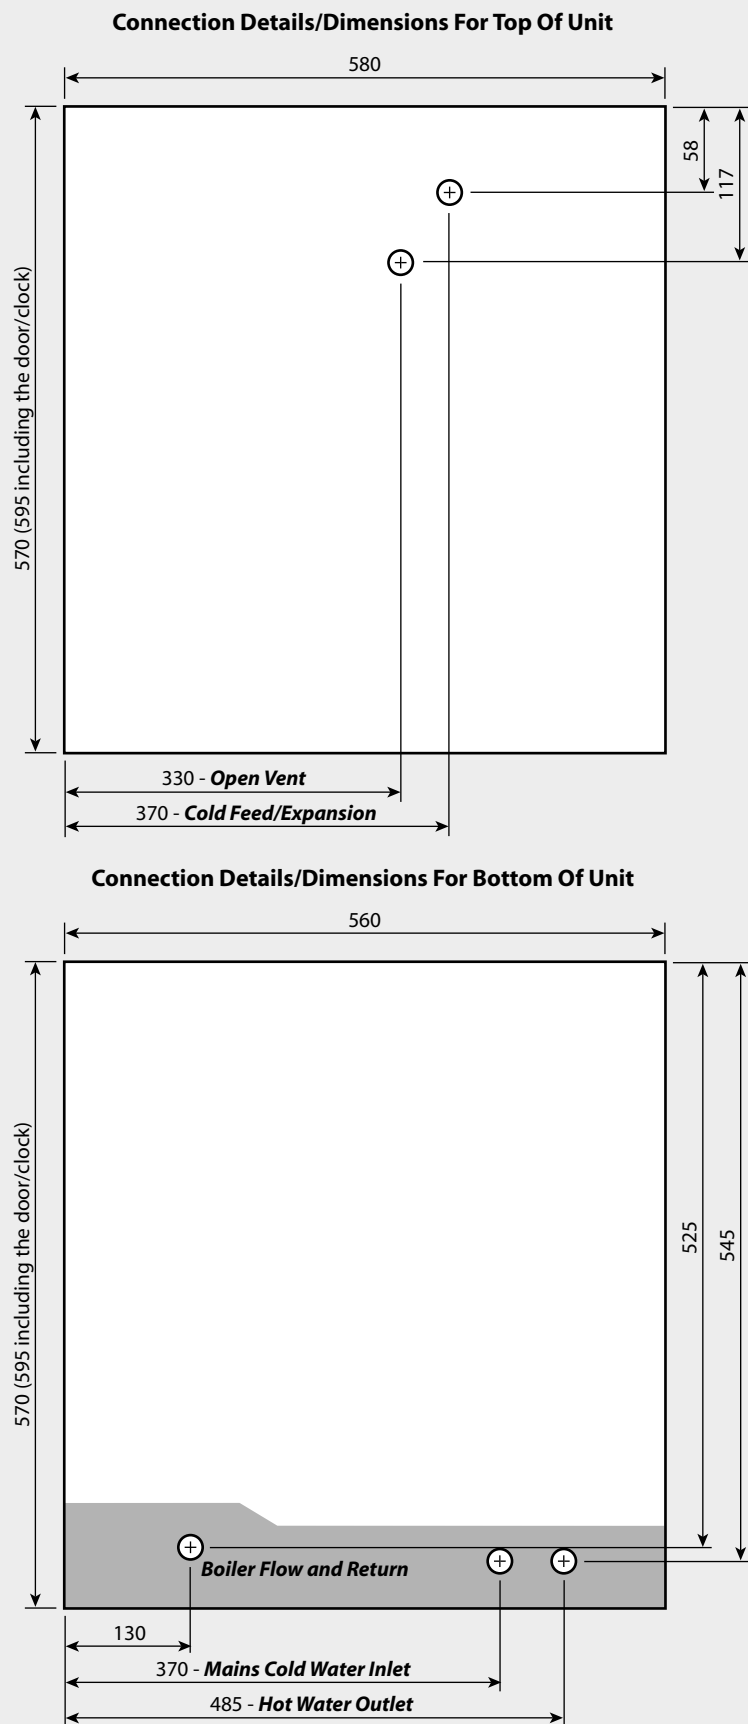 Connection Details/Dimensions For Top Of Unit
580
58
117
570 (595 including the door/clock)
330 - Open Vent
370 - Cold Feed/Expansion
Connection Details/Dimensions For Bottom Of Unit
560
570 (595 including the door/clock)
525
545
Boiler Flow and Return
130
370 - Mains Cold Water Inlet
485 - Hot Water Outlet